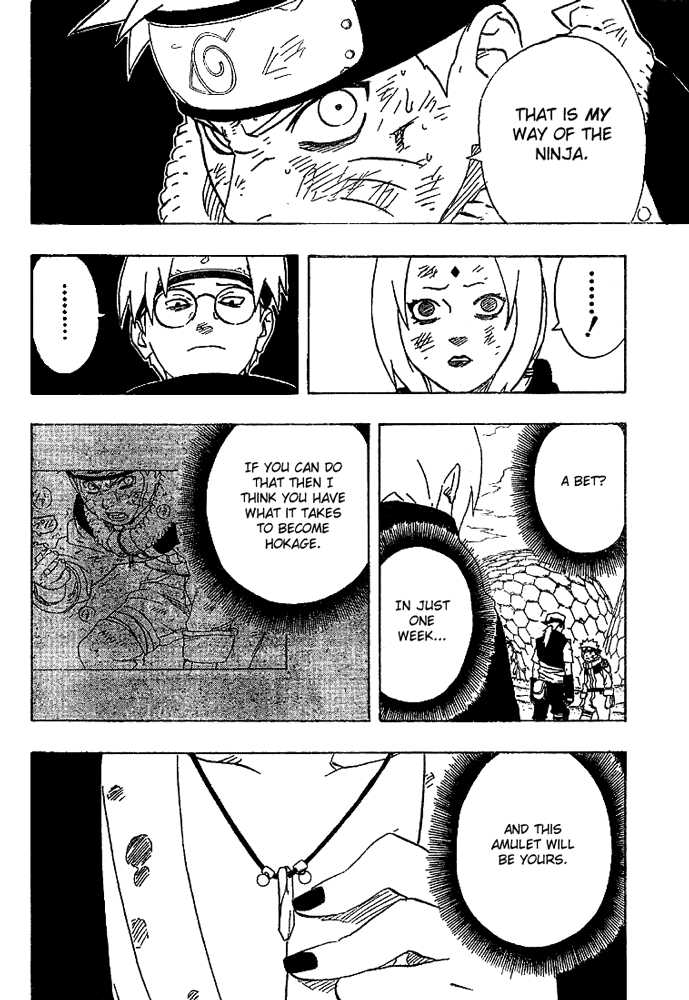 THAT IS MY
WAY OF THE
NINJA.
!
A BET?
IN JUST
ONE
WEEK...
IF YOU CAN DO
THAT THEN I
THINK YOU HAVE
WHAT IT TAKES
TO BECOME
HOKAGE.
AND THIS
AMULET WILL
BE YOURS.